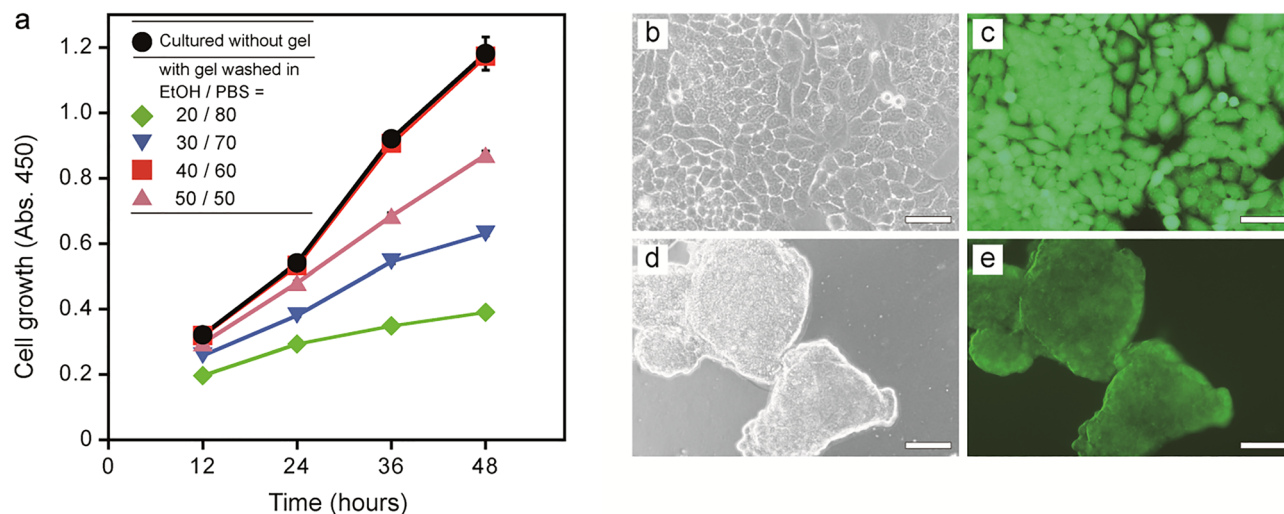 a
Cell growth (Abs. 450)
1.2
1.0
0.8
0.6
0.4
0.2
0
Cultured without gel
with gel washed in
EtOH / PBS =
20 / 80
30 / 70
40 / 60
50 / 50
0 12 24 36 48
Time (hours)
b
c
d
e